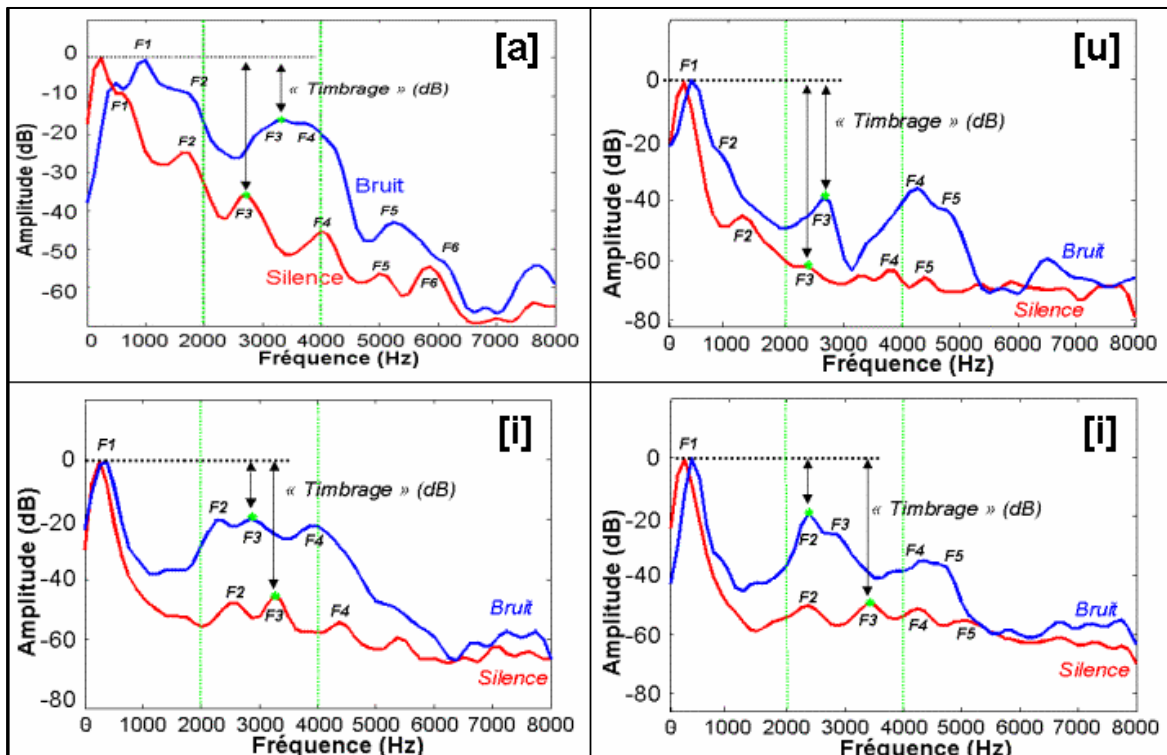 [a]
F1
0
F2
« Timbrage » (dB)
-10
F1
F3
F4
-20
F2
-30
Bruit
F3
-40
F4
F5
-50
F6
Silence
F5
F6
-60
Amplitude (dB)
0 1000 2000 3000 4000 5000 6000 7000 8000
Fréquence (Hz)
[u]
F1
0
« Timbrage » (dB)
-20
F2
F4
-40
F3
F5
F2
Bruit
-60
F3
F4
F5
Silence
-80
Amplitude (dB)
0 1000 2000 3000 4000 5000 6000 7000 8000
Fréquence (Hz)
[i]
F1
0
« Timbrage » (dB)
-20
F2
F3
F4
-40
F2
F3
F4
Bruit
-60
Silence
-80
Amplitude (dB)
0 1000 2000 3000 4000 5000 6000 7000 8000
Fréquence (Hz)
[i]
F1
0
« Timbrage » (dB)
-20
F2
F3
F4
F5
-40
F2
F3
F4
F5
Bruit
-60
Silence
-80
Amplitude (dB)
0 1000 2000 3000 4000 5000 6000 7000 8000
Fréquence (Hz)